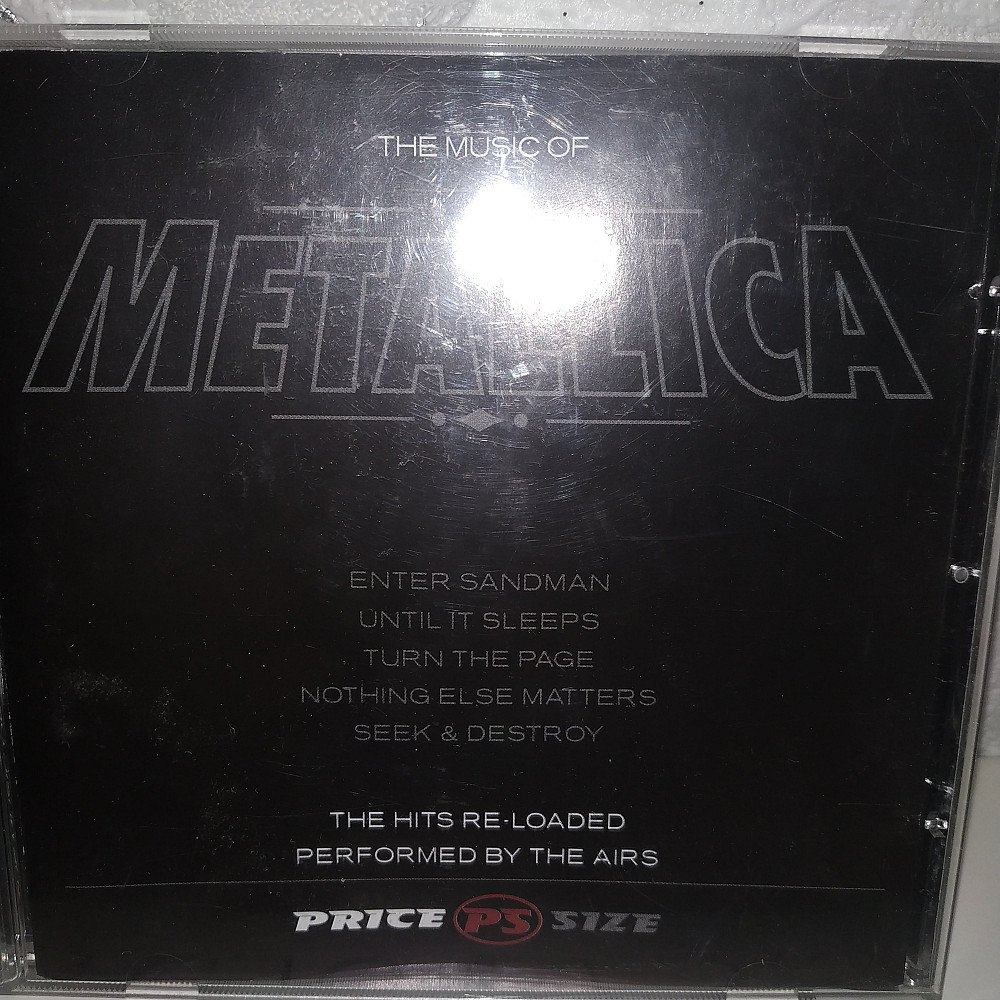 THE MUSIC OF
METALLICA
ENTER SANDMAN
UNTIL IT SLEEPS
TURN THE PAGE
NOTHING ELSE MATTERS
SEEK & DESTROY
THE HITS RE-LOADED
PERFORMED BY THE AIRS
PRICE PS SIZE